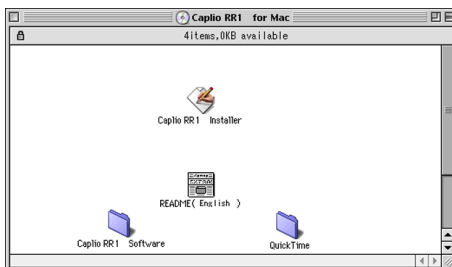 Caplio RR1 for Mac
4items,0KB available
Caplio RR1 Installer
README( English )
Caplio RR1 Software
QuickTime